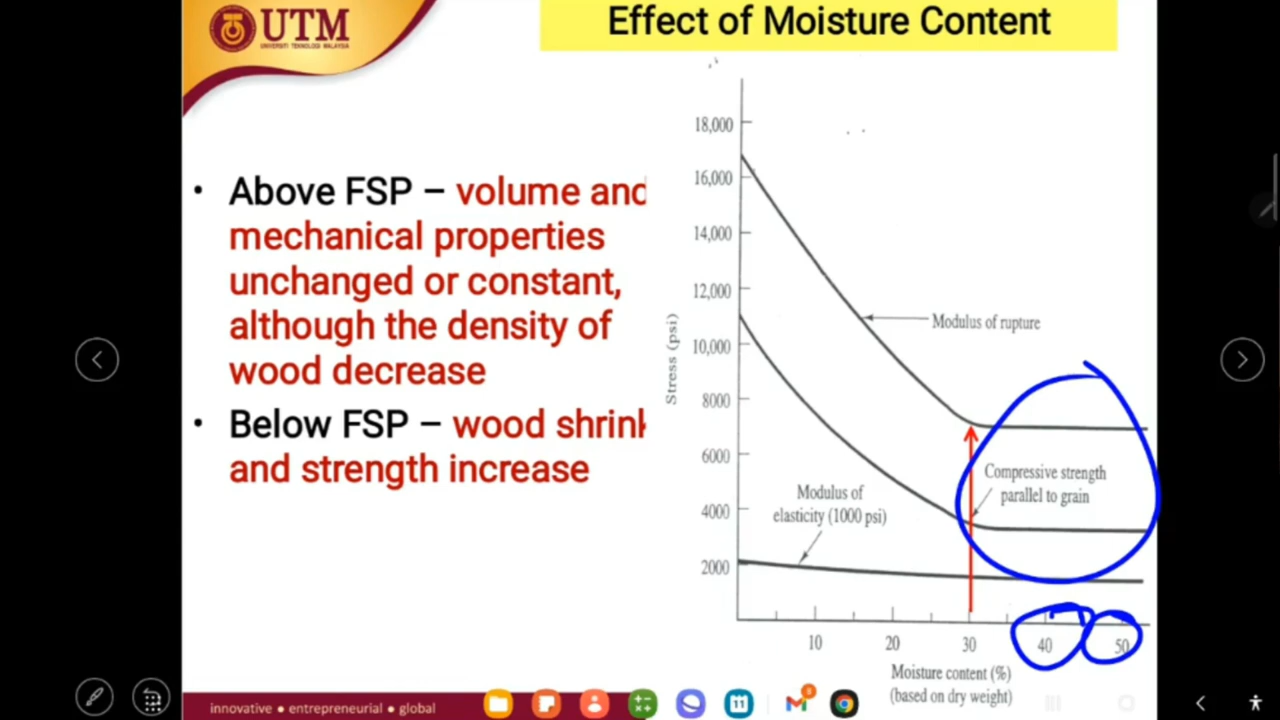 UTM
UNIVERSITI TEKNOLOGI MALAYSIA
Effect of Moisture Content
• Above FSP – volume and
mechanical properties
unchanged or constant,
although the density of
wood decrease
• Below FSP – wood shrink
and strength increase
18,000
16,000
14,000
12,000
10,000
8000
6000
4000
2000
Stress (psi)
Modulus of rupture
Compressive strength
parallel to grain
Modulus of
elasticity (1000 psi)
10 20 30 40 50
Moisture content (%)
(based on dry weight)
innovative ● entrepreneurial ● global
11